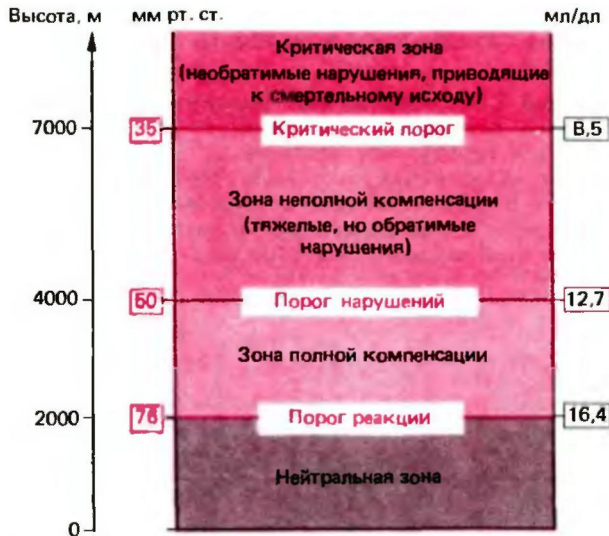 Высота, м мм рт. ст. мл/дл
Критическая зона
(необратимые нарушения, приводящие
к смертельному исходу)
7000 35 Критический порог 8,5
Зона неполной компенсации
(тяжелые, но обратимые
нарушения)
4000 50 Порог нарушений 12,7
Зона полной компенсации
2000 76 Порог реакции 16,4
Нейтральная зона
0